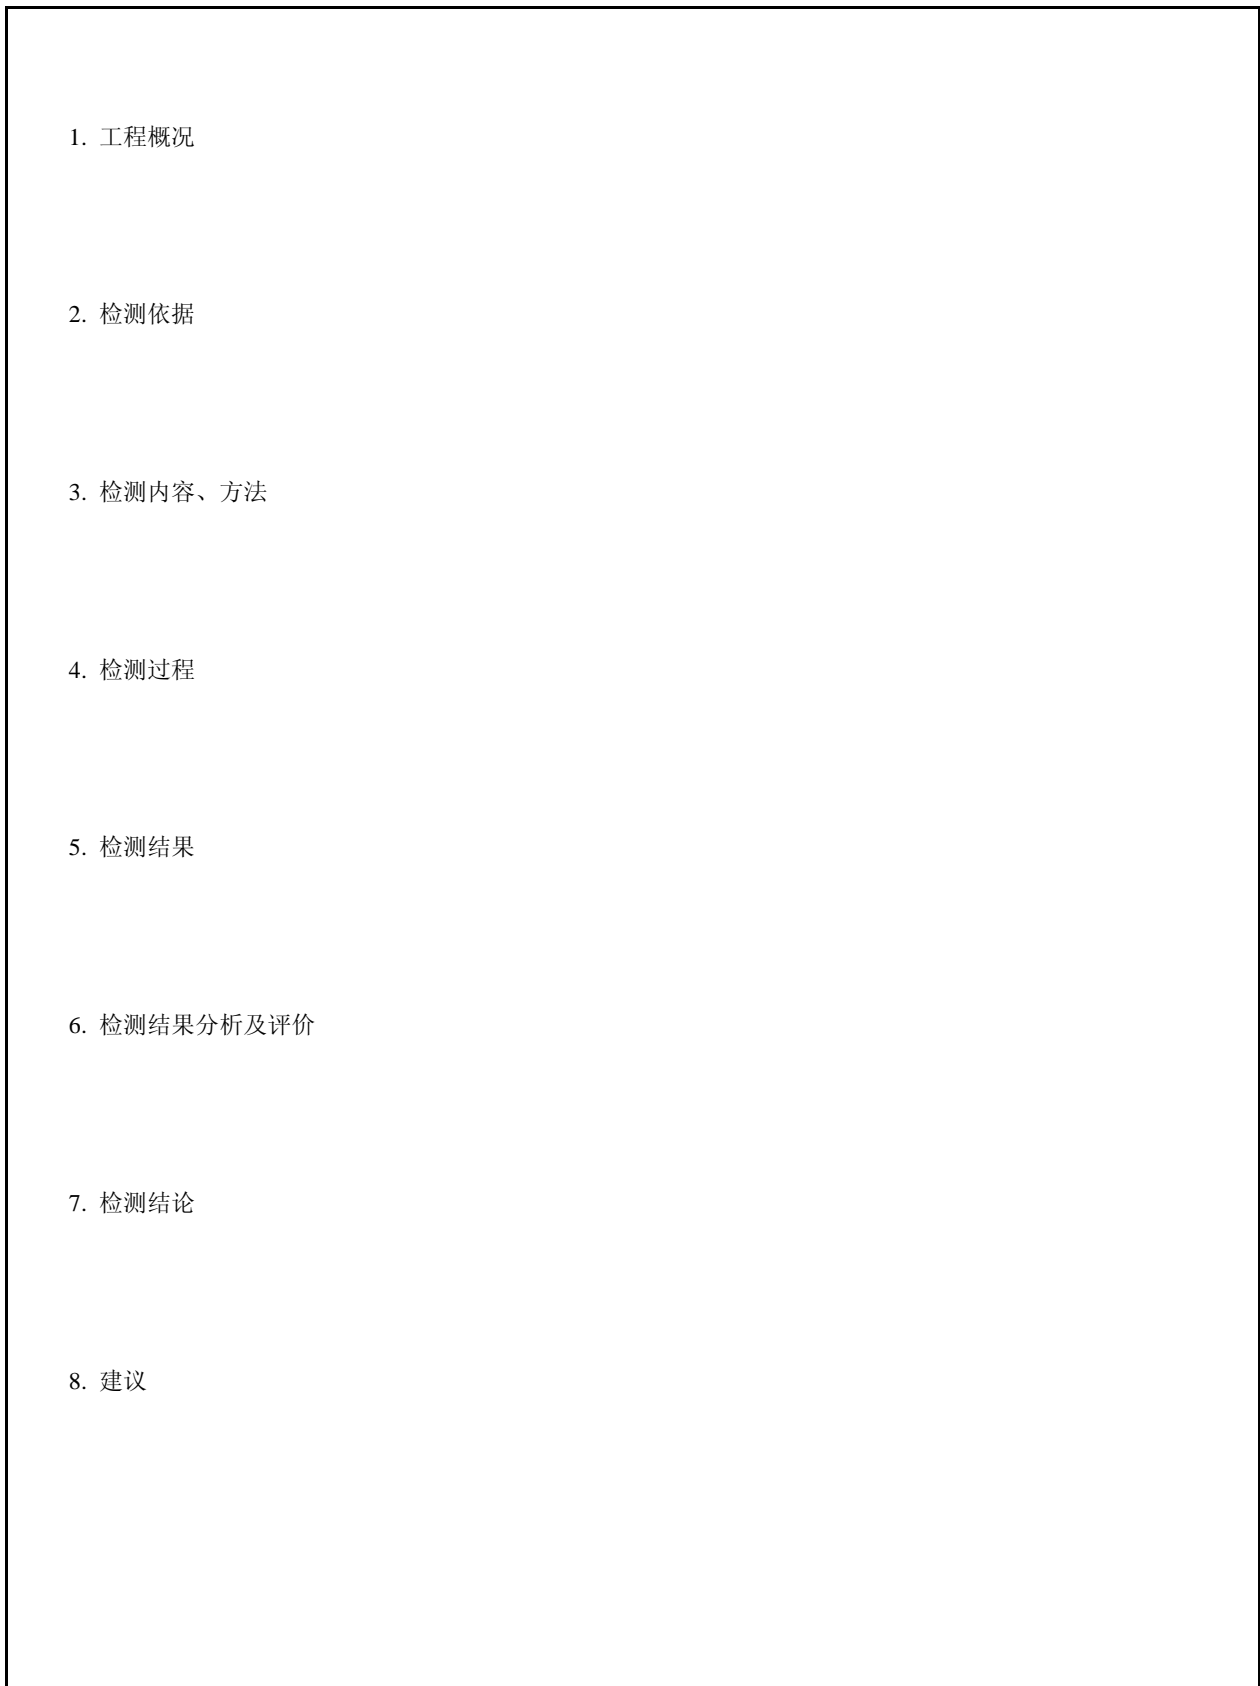 1. 工程概况
2. 检测依据
3. 检测内容、方法
4. 检测过程
5. 检测结果
6. 检测结果分析及评价
7. 检测结论
8. 建议